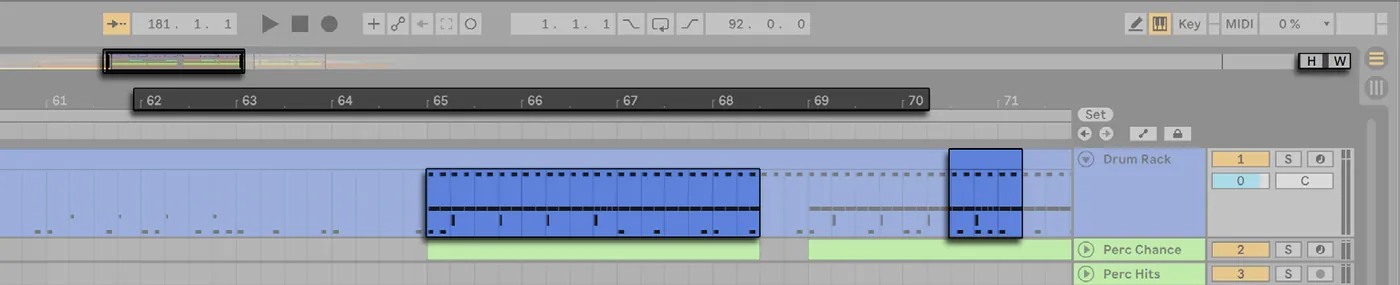 181. 1. 1
1. 1. 1
92. 0. 0
Key
MIDI
0 %
H W
61 62 63 64 65 66 67 68 69 70 71
Set
Drum Rack 1 S
0 C
Perc Chance 2 S
Perc Hits 3 S